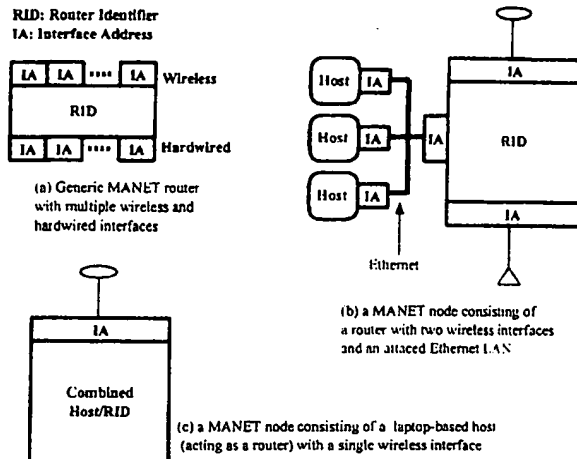 RID: Router Identifier
IA: Interface Address
IA IA IA Wireless
RID
IA IA IA Hardwired
(a) Generic MANET router
with multiple wireless and
hardwired interfaces
IA
Host IA
Host IA IA RID
Host IA
IA
Ethernet
(b) a MANET node consisting of
a router with two wireless interfaces
and an attaced Ethernet LAN
IA
Combined
Host/RID
(c) a MANET node consisting of a laptop-based host
(acting as a router) with a single wireless interface